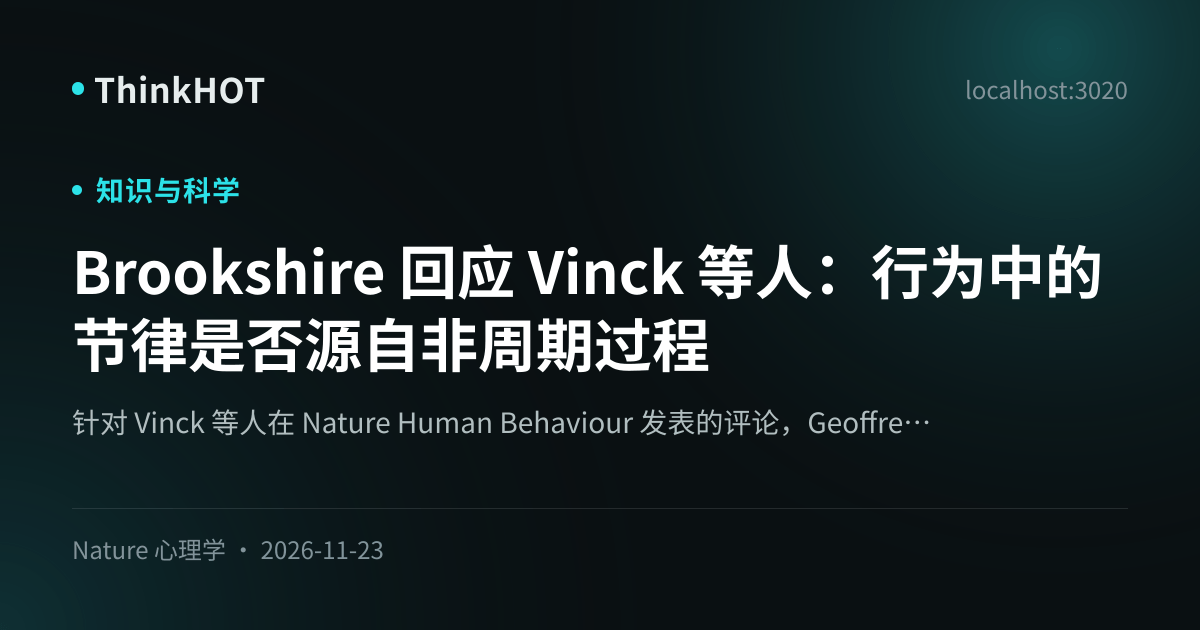 ThinkHOT
localhost:3020
知识与科学
Brookshire 回应 Vinck 等人：行为中的
节律是否源自非周期过程
针对 Vinck 等人在 Nature Human Behaviour 发表的评论，Geoffre…
Nature 心理学 · 2026-11-23